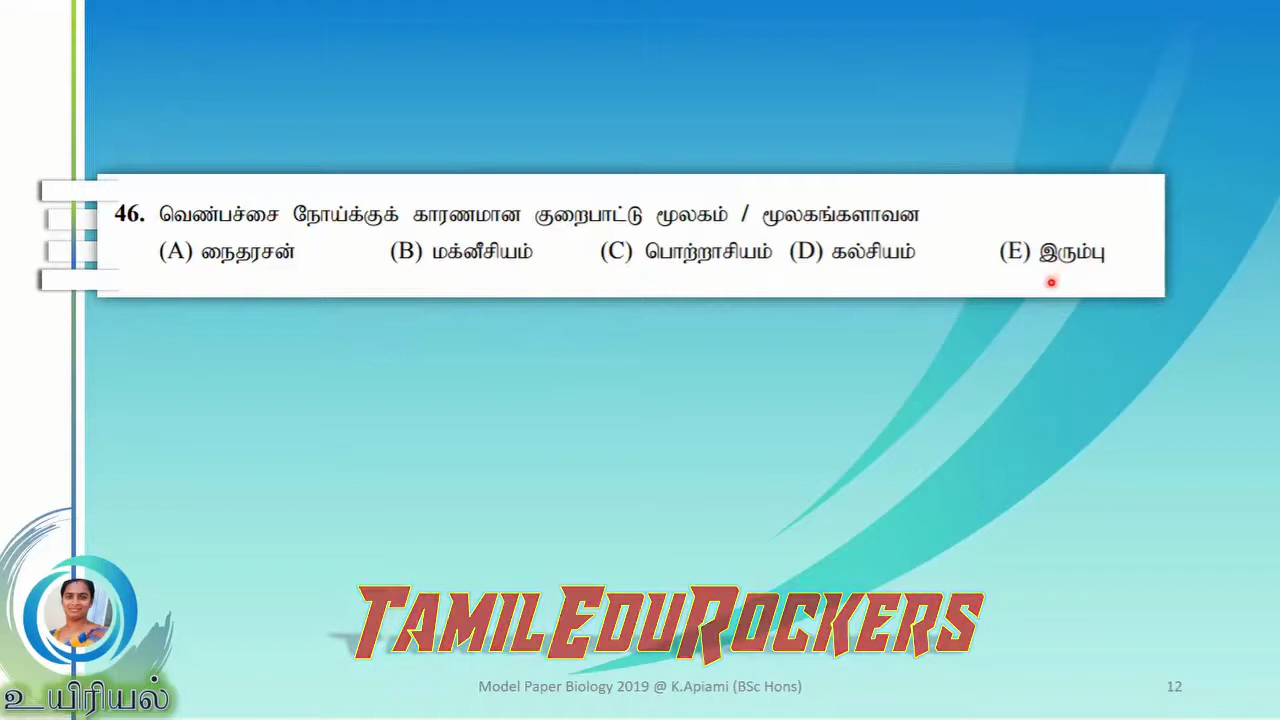 46. வெண்பச்சை நோய்க்குக் காரணமான குறைபாட்டு மூலகம் / மூலகங்களாவன
(A) நைதரசன் (B) மக்னீசியம் (C) பொற்றாசியம் (D) கல்சியம் (E) இரும்பு
TAMILEDUROCKERS
உயிரியல்
Model Paper Biology 2019 @ K.Apiami (BSc Hons) 12